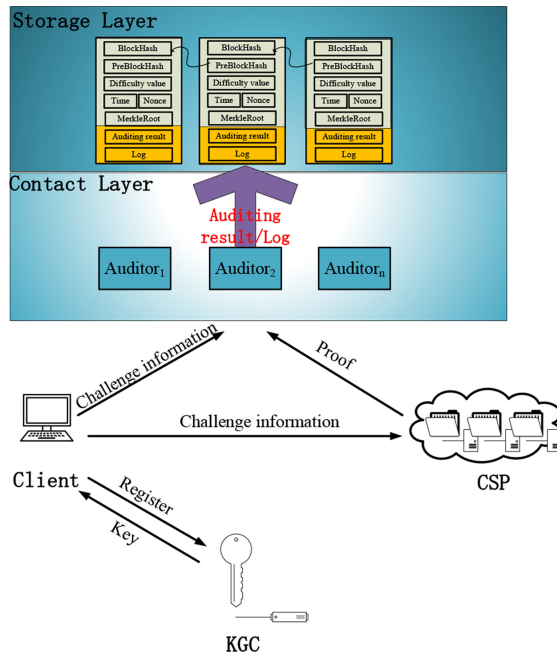 Storage Layer
BlockHash
PreBlockHash
Difficulty value
Time Nonce
MerkleRoot
Auditing result
Log
BlockHash
PreBlockHash
Difficulty value
Time Nonce
MerkleRoot
Auditing result
Log
BlockHash
PreBlockHash
Difficulty value
Time Nonce
MerkleRoot
Auditing result
Log
Contact Layer
Auditing
result/Log
Auditor1
Auditor2
Auditorn
Challenge information
Proof
Challenge information
Client
CSP
Register
Key
KGC